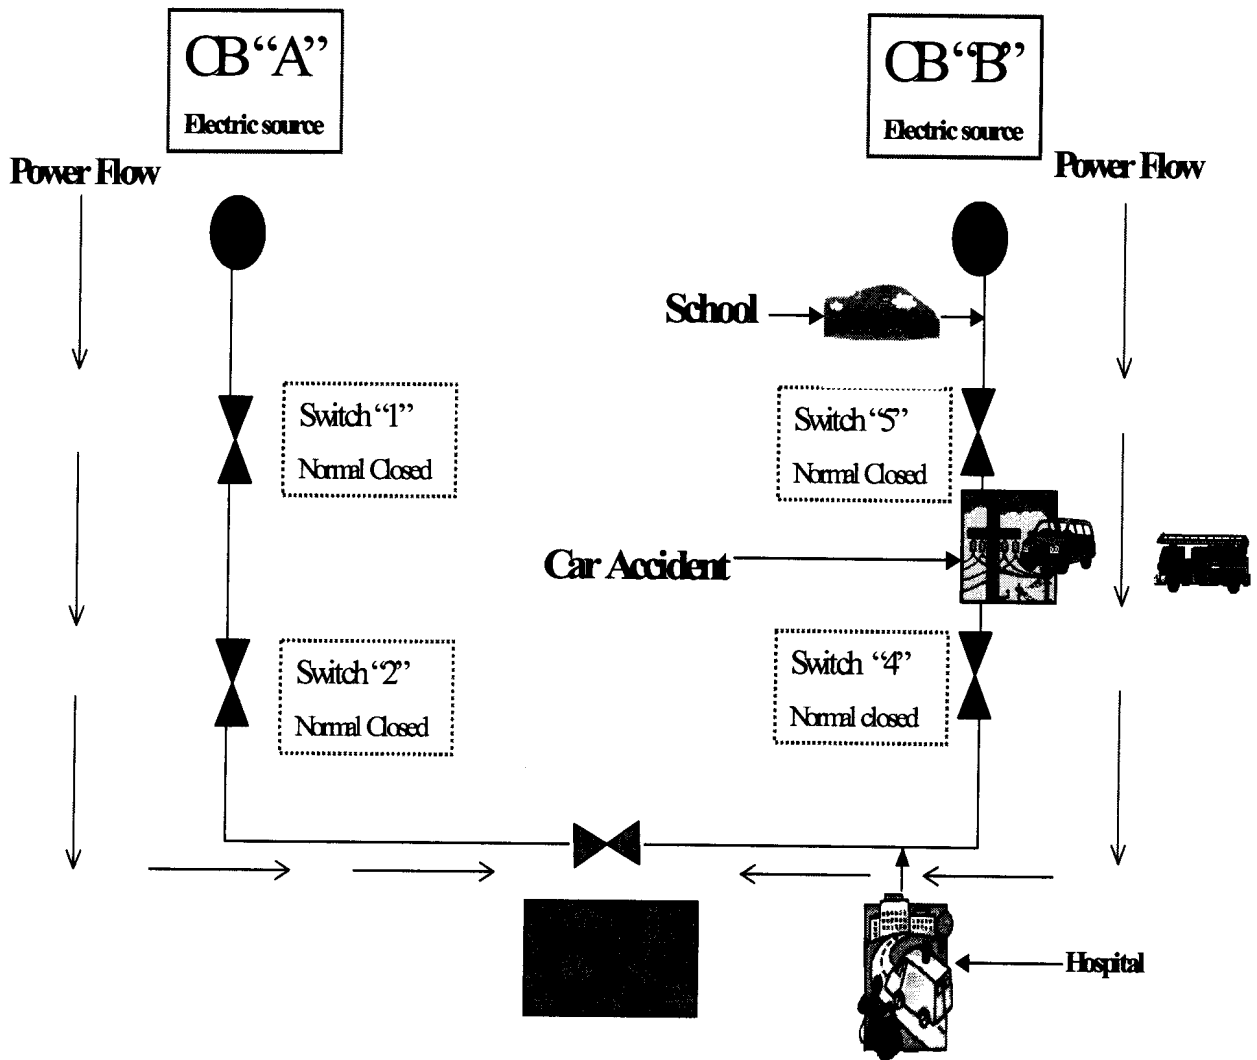 CB “A”
Electric source
CB “B”
Electric source
Power Flow
Power Flow
School
Switch “1”
Normal Closed
Switch “5”
Normal Closed
Car Accident
Switch “2”
Normal Closed
Switch “4”
Normal closed
Hospital